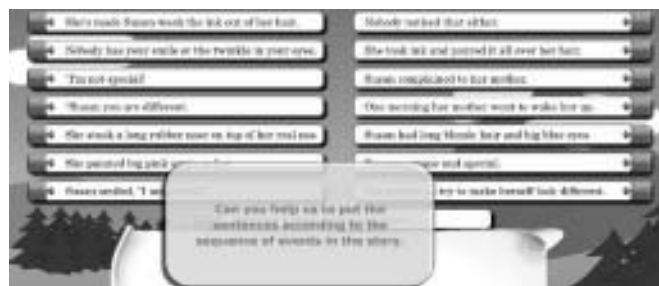 She's made Susan wash the ink out of her hair.
Nobody noticed that either.
Nobody has your smile or the twinkle in your eyes.
She took ink and poured it all over her hair.
"I'm not special!
Susan complained to her mother.
"Susan you are different.
One morning her mother went to wake her up.
She stuck a long rubber nose on top of her real nose
Susan had long blonde hair and big blue eyes
She painted big pink
and special.
Susan smiled, "I am
try to make herself look different.
Can you help us to put the
sentences according to the
sequence of events in the story.